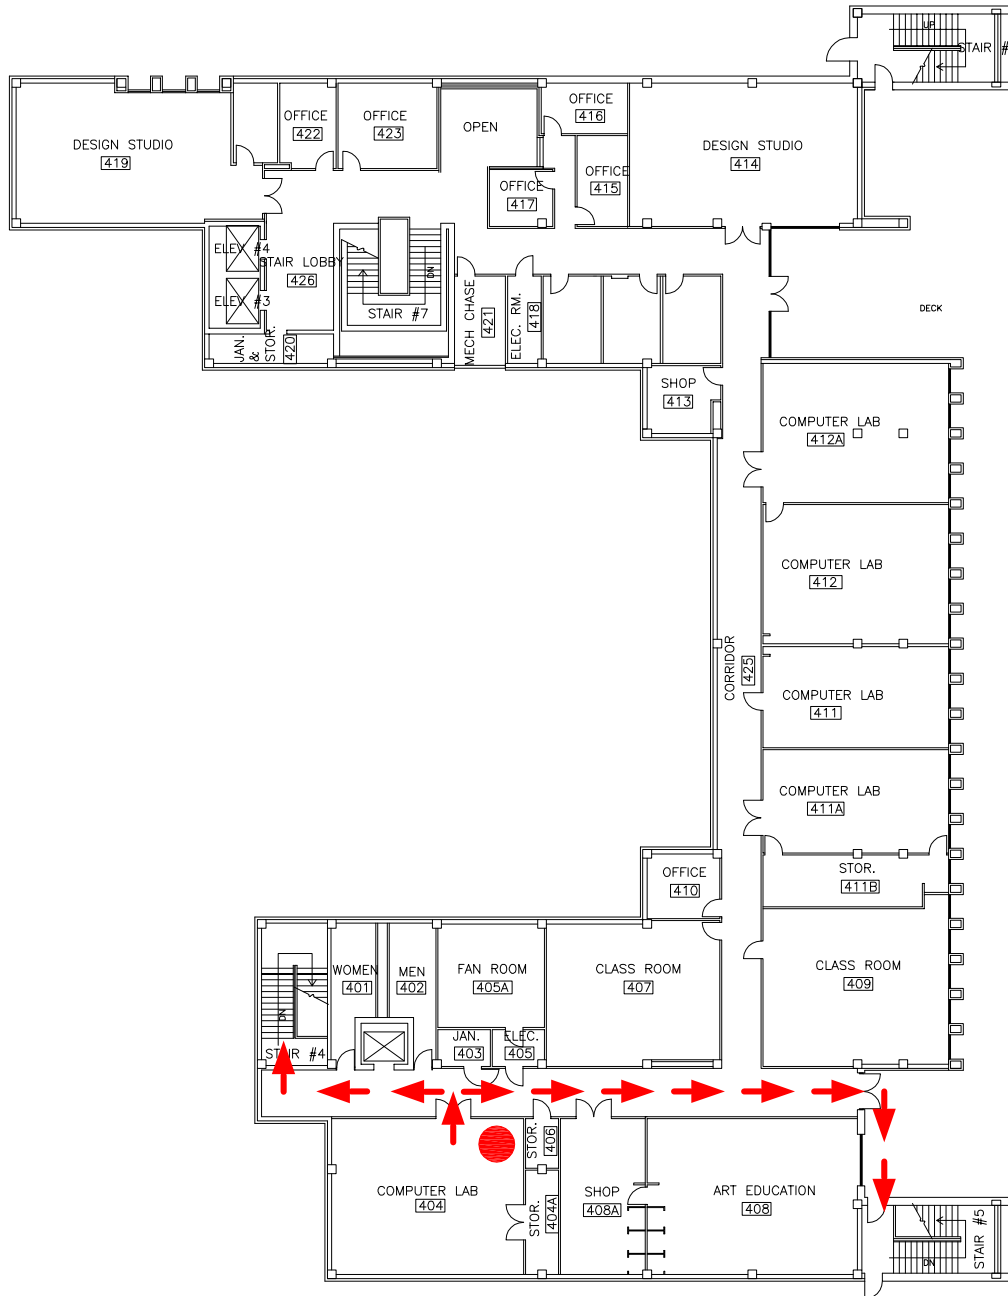 UP
STAIR #
OFFICE
422
OFFICE
423
OPEN
OFFICE
416
DESIGN STUDIO
419
DESIGN STUDIO
414
OFFICE
417
OFFICE
415
ELEV #4
STAIR LOBBY
426
ELEV #3
DN
STAIR #7
MECH CHASE
421
ELEC. RM.
418
JAN.
&
STOR.
420
DECK
SHOP
413
COMPUTER LAB
412A
COMPUTER LAB
412
CORRIDOR
425
COMPUTER LAB
411
COMPUTER LAB
411A
STOR.
411B
OFFICE
410
WOMEN
401
MEN
402
FAN ROOM
405A
CLASS ROOM
407
CLASS ROOM
409
DN
STAIR #4
JAN.
403
ELEC.
405
STOR.
406
COMPUTER LAB
404
STOR.
404A
SHOP
408A
ART EDUCATION
408
STAIR #5
DN